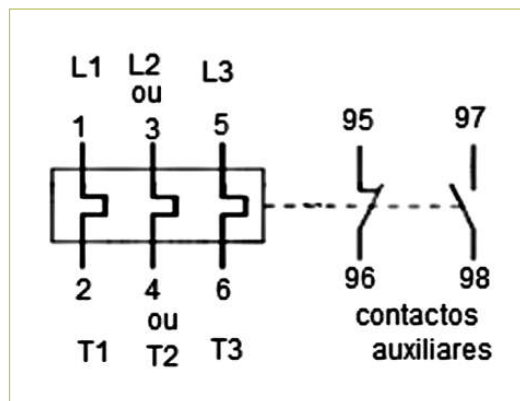 L1 L2 L3
ou
1 3 5
95 97
2 4 6
96 98
ou
T1 T2 T3
contactos
auxiliares